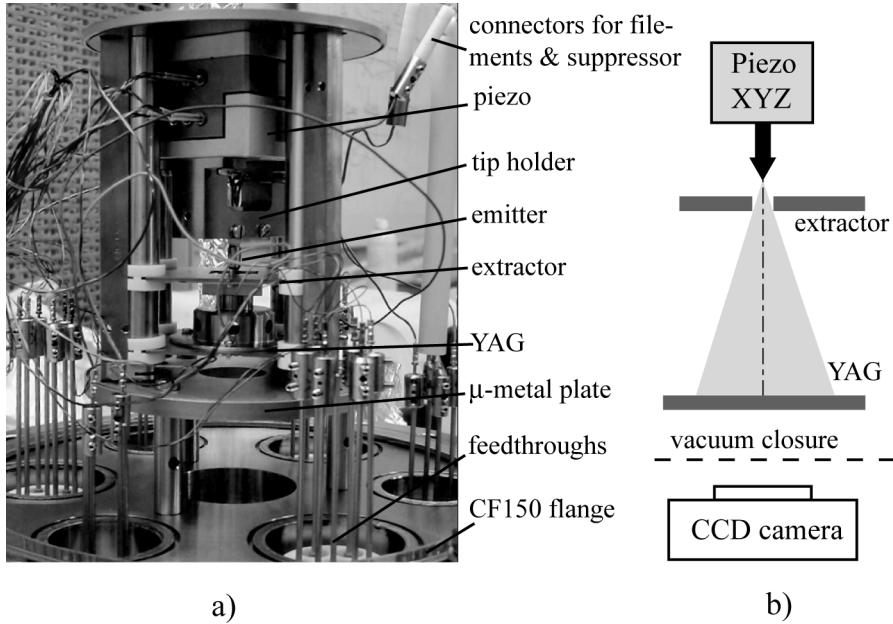 connectors for file-
ments & suppressor
piezo
tip holder
emitter
extractor
YAG
μ-metal plate
feedthroughs
CF150 flange
a)
Piezo
XYZ
extractor
YAG
vacuum closure
CCD camera
b)